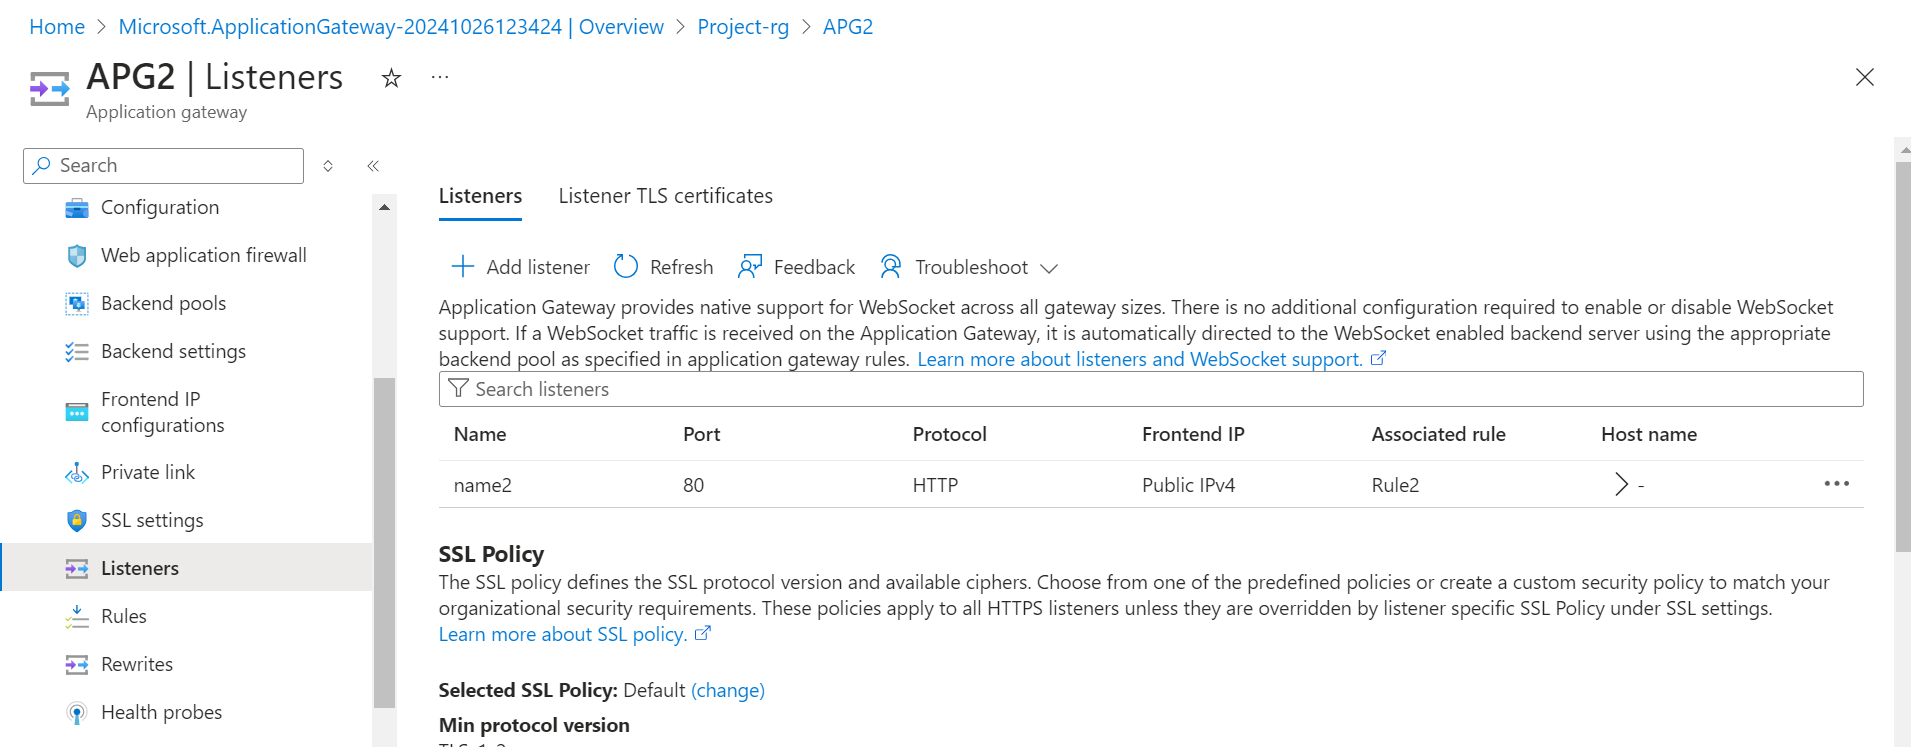 Home > Microsoft.ApplicationGateway-20241026123424 | Overview > Project-rg > APG2
APG2 | Listeners
Application gateway
Search
Configuration
Web application firewall
Backend pools
Backend settings
Frontend IP
configurations
Private link
SSL settings
Listeners
Rules
Rewrites
Health probes
Listeners Listener TLS certificates
Add listener Refresh Feedback Troubleshoot
Application Gateway provides native support for WebSocket across all gateway sizes. There is no additional configuration required to enable or disable WebSocket
support. If a WebSocket traffic is received on the Application Gateway, it is automatically directed to the WebSocket enabled backend server using the appropriate
backend pool as specified in application gateway rules. Learn more about listeners and WebSocket support.
Search listeners
Name Port Protocol Frontend IP Associated rule Host name
name2 80 HTTP Public IPv4 Rule2 -
SSL Policy
The SSL policy defines the SSL protocol version and available ciphers. Choose from one of the predefined policies or create a custom security policy to match your
organizational security requirements. These policies apply to all HTTPS listeners unless they are overridden by listener specific SSL Policy under SSL settings.
Learn more about SSL policy.
Selected SSL Policy: Default (change)
Min protocol version